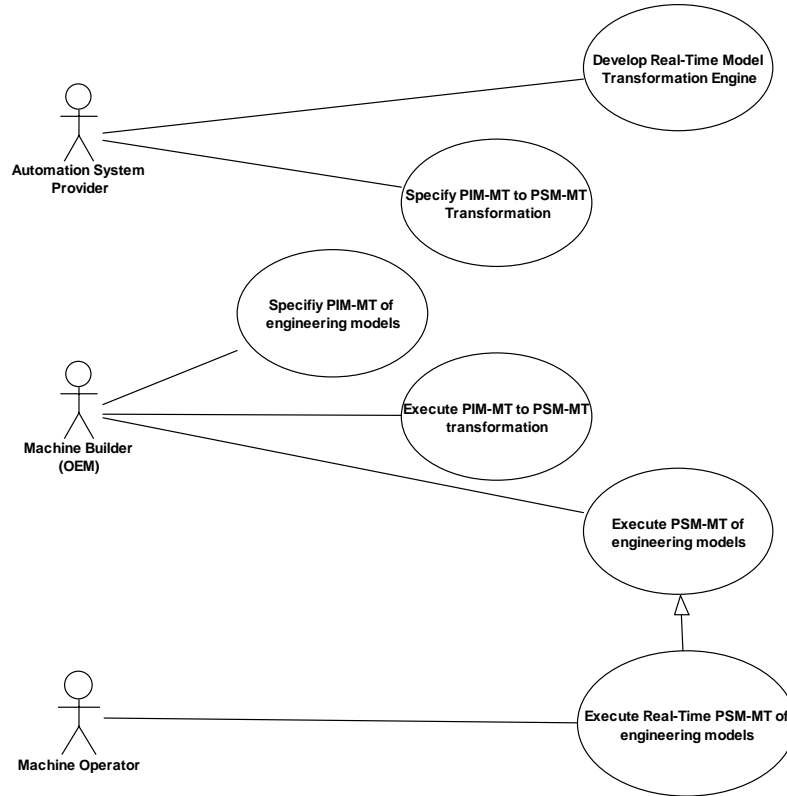 Develop Real-Time Model
Transformation Engine
Automation System
Provider
Specify PIM-MT to PSM-MT
Transformation
Specifiy PIM-MT of
engineering models
Execute PIM-MT to PSM-MT
transformation
Machine Builder
(OEM)
Execute PSM-MT of
engineering models
Execute Real-Time PSM-MT of
engineering models
Machine Operator